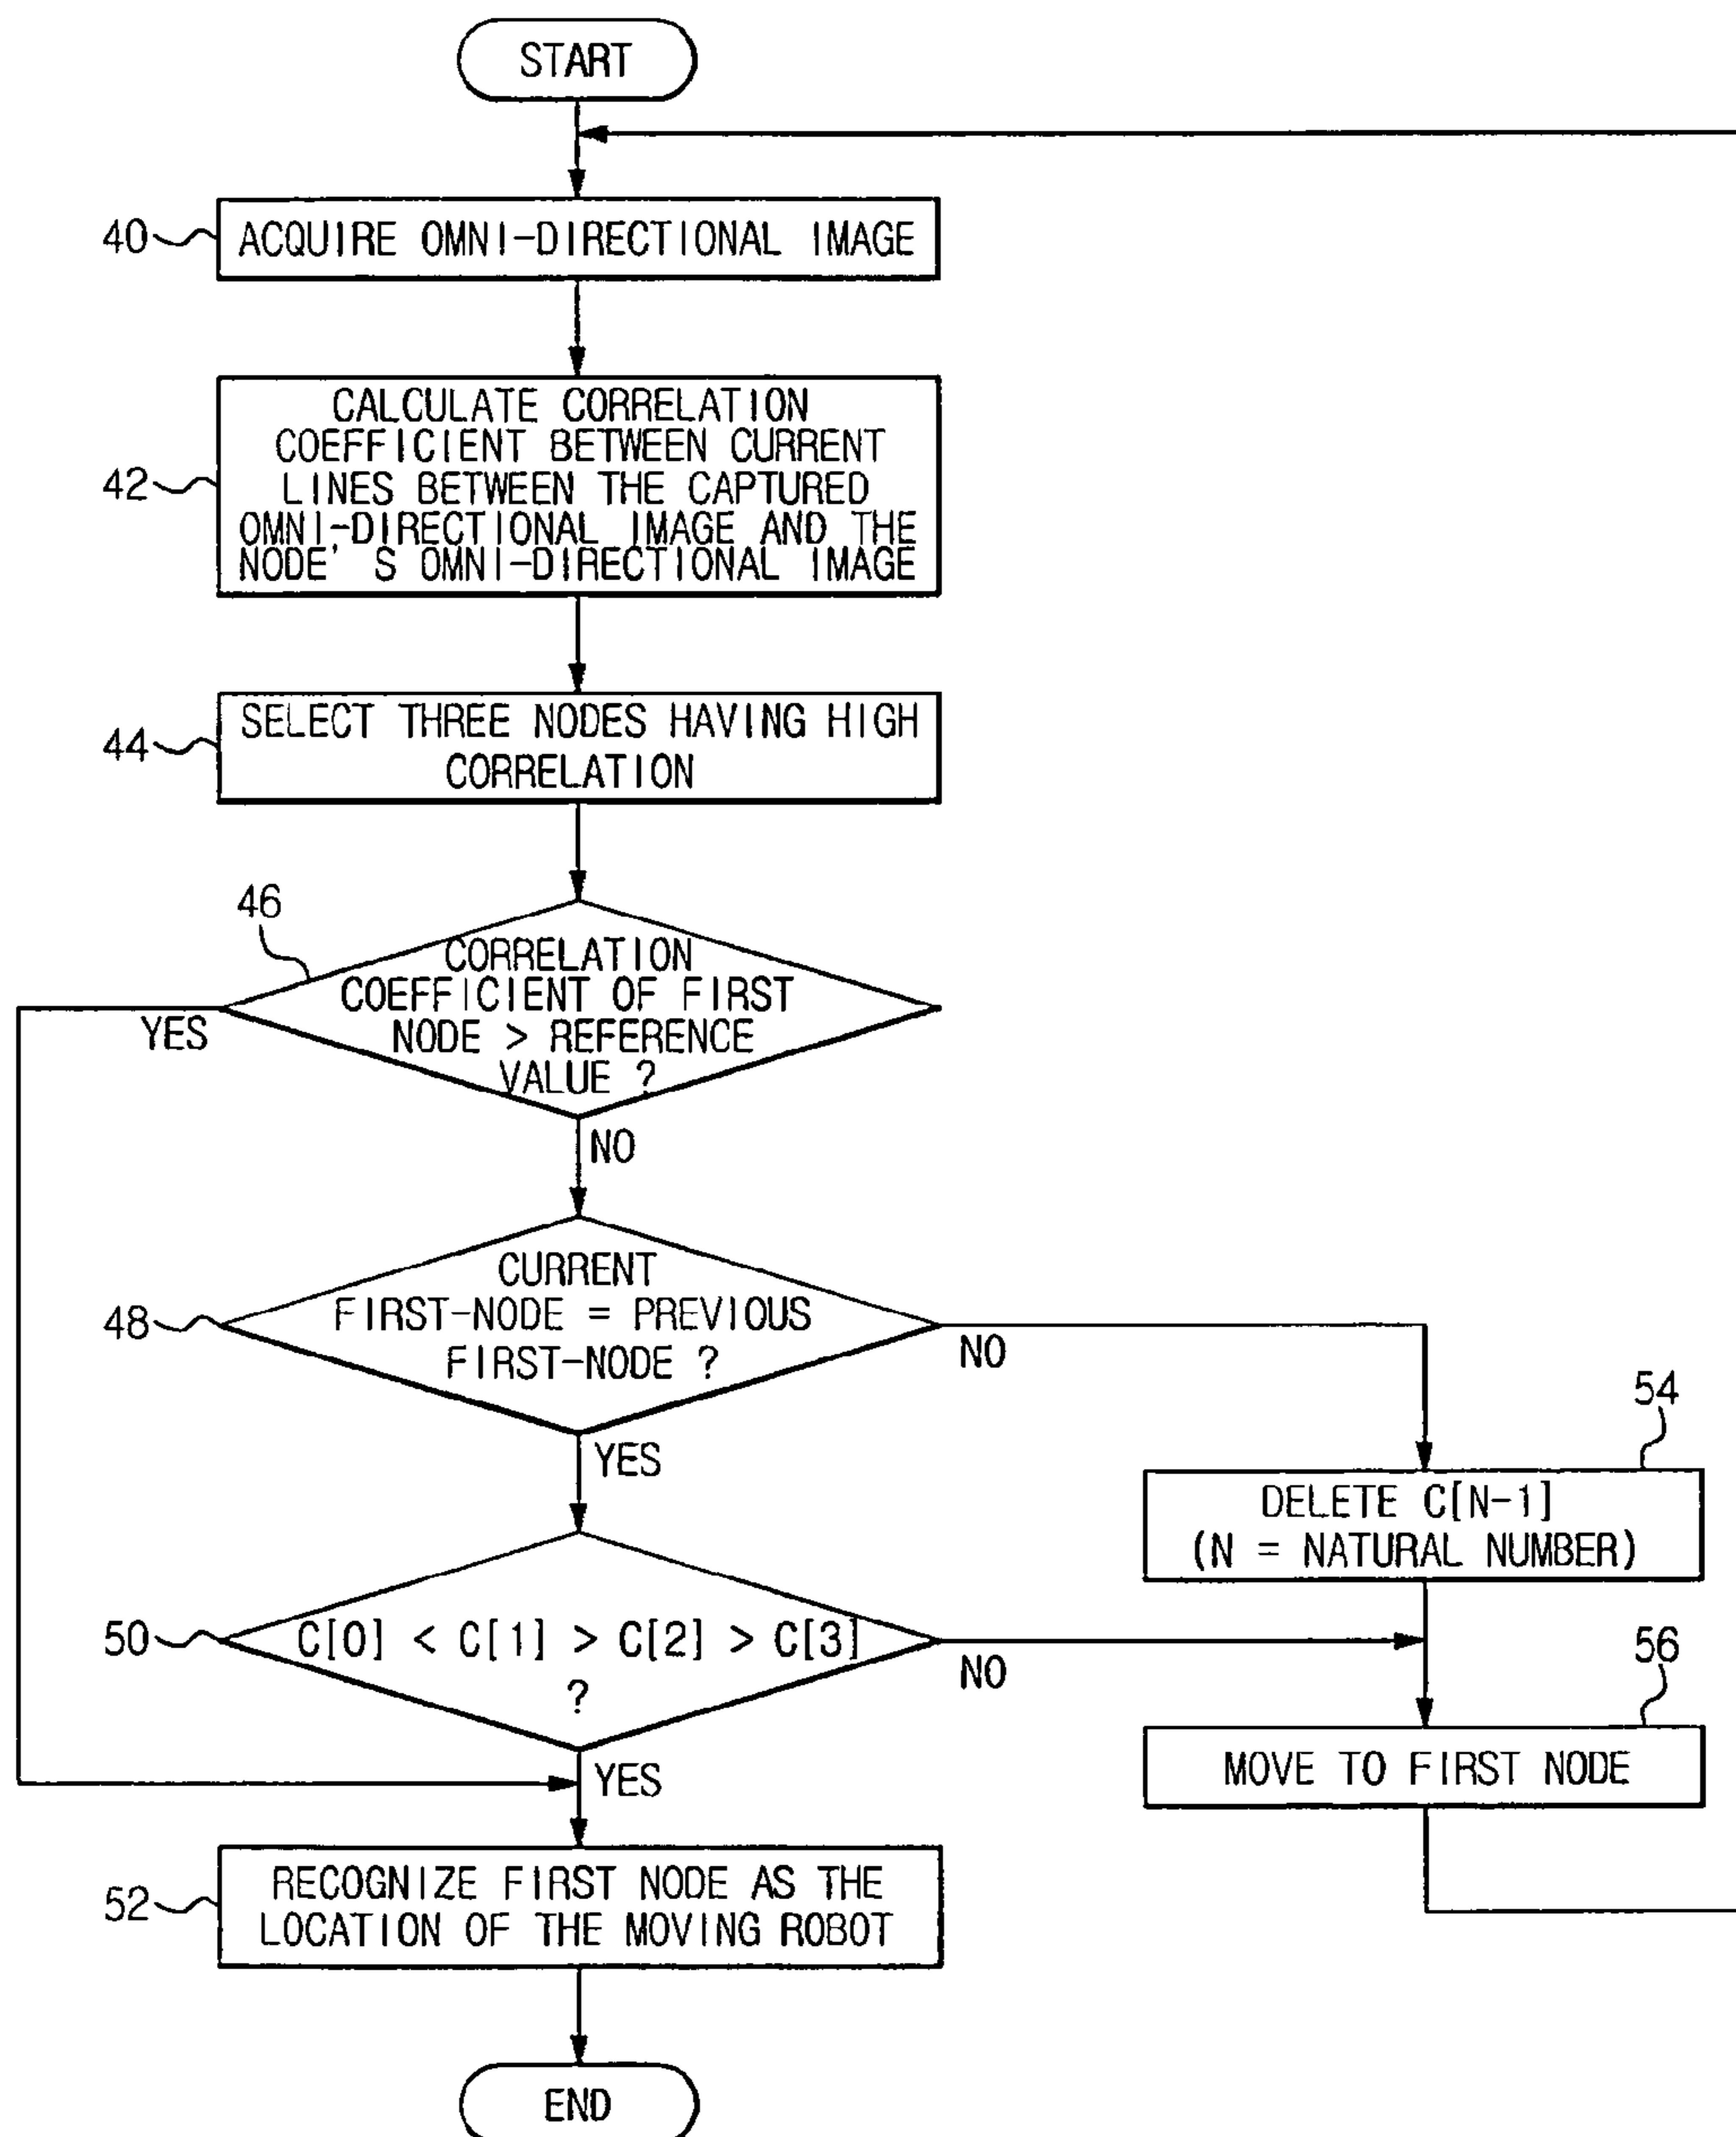 START
40
ACQUIRE OMNI-DIRECTIONAL IMAGE
42
CALCULATE CORRELATION
COEFFICIENT BETWEEN CURRENT
LINES BETWEEN THE CAPTURED
OMNI-DIRECTIONAL IMAGE AND THE
NODE'S OMNI-DIRECTIONAL IMAGE
44
SELECT THREE NODES HAVING HIGH
CORRELATION
46
CORRELATION
COEFFICIENT OF FIRST
NODE > REFERENCE
VALUE ?
YES
NO
48
CURRENT
FIRST-NODE = PREVIOUS
FIRST-NODE ?
NO
YES
54
DELETE C[N-1]
(N = NATURAL NUMBER)
50
C[0] < C[1] > C[2] > C[3]
?
NO
YES
56
MOVE TO FIRST NODE
52
RECOGNIZE FIRST NODE AS THE
LOCATION OF THE MOVING ROBOT
END